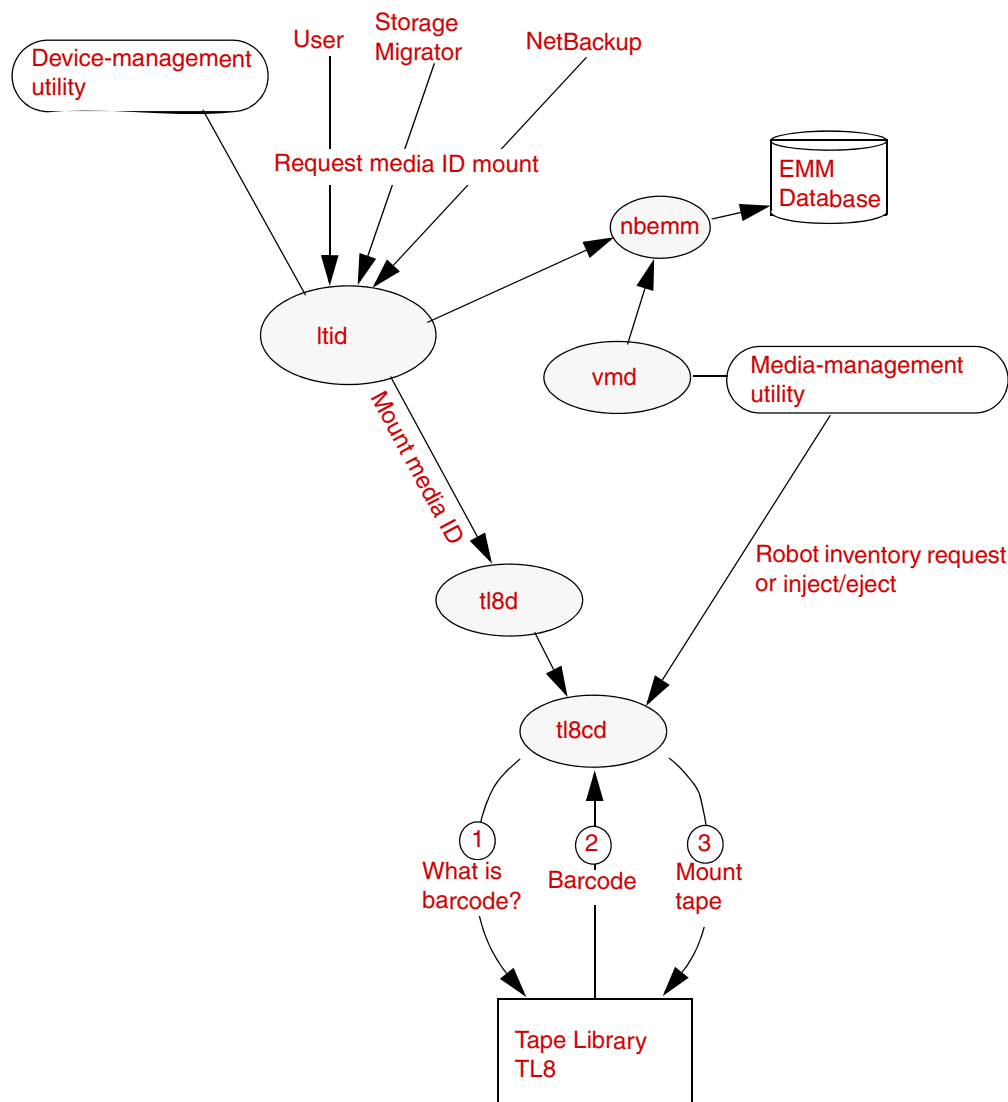 User
Storage
Migrator
NetBackup
Device-management
utility
Request media ID mount
EMM
Database
nbemm
ltid
vmd
Media-management
utility
Mount media ID
Robot inventory request
or inject/eject
tl8d
tl8cd
1
What is
barcode?
2
Barcode
3
Mount
tape
Tape Library
TL8